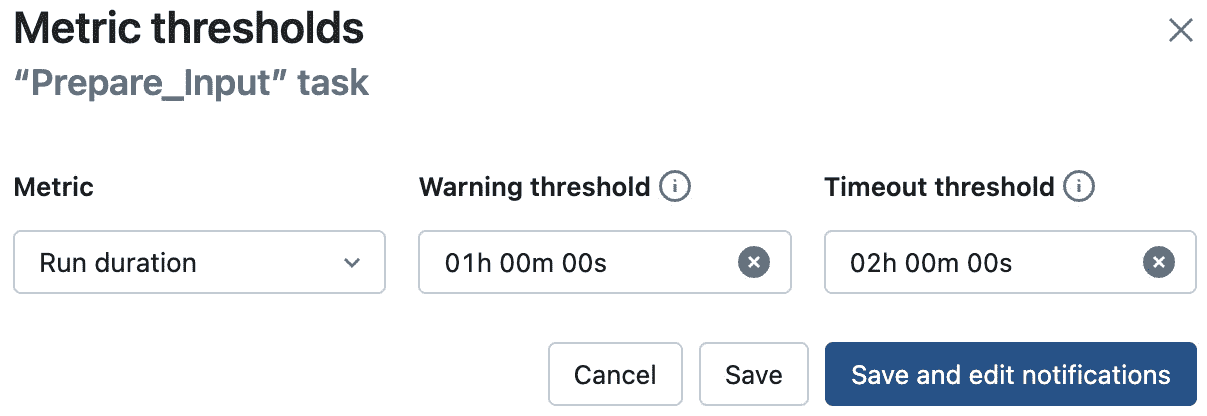 Metric thresholds
“Prepare_Input” task
Metric
Warning threshold
Timeout threshold
Run duration
01h 00m 00s
02h 00m 00s
Cancel
Save
Save and edit notifications